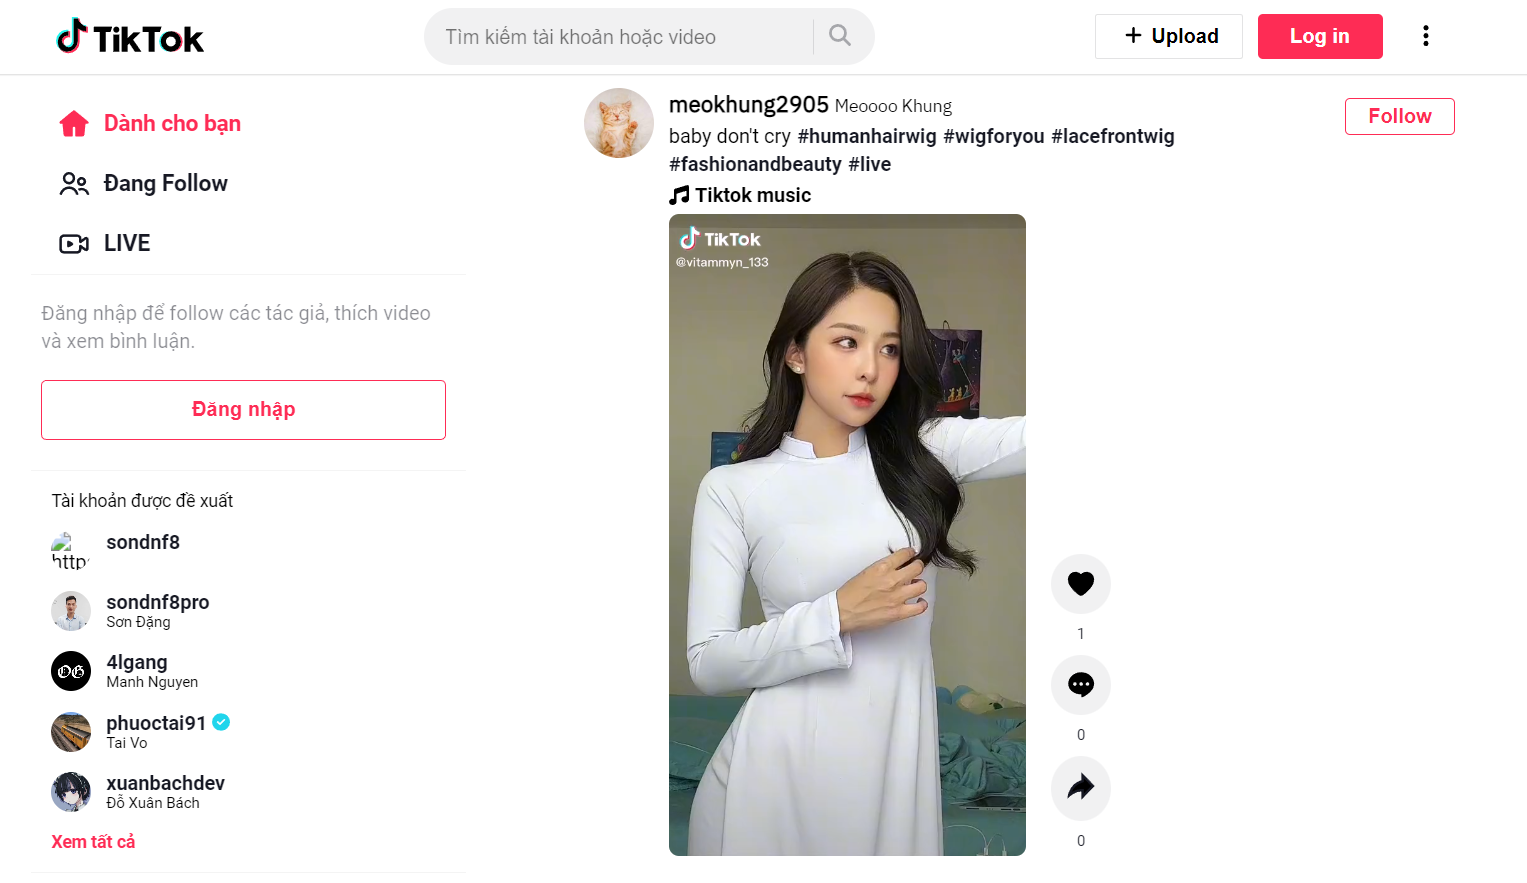 TikTok
Tìm kiếm tài khoản hoặc video
Upload
Log in
Dành cho bạn
Đang Follow
LIVE
Đăng nhập để follow các tác giả, thích video
và xem bình luận.
Đăng nhập
Tài khoản được đề xuất
sondnf8
sondnf8pro
Sơn Đặng
4lgang
Manh Nguyen
phuoctai91
Tai Vo
xuanbachdev
Đỗ Xuân Bách
Xem tất cả
meokhung2905 Meoooo Khung
Follow
baby don't cry #humanhairwig #wigforyou #lacefrontwig
#fashionandbeauty #live
Tiktok music
TikTok
@vitammyn_133
1
0
0